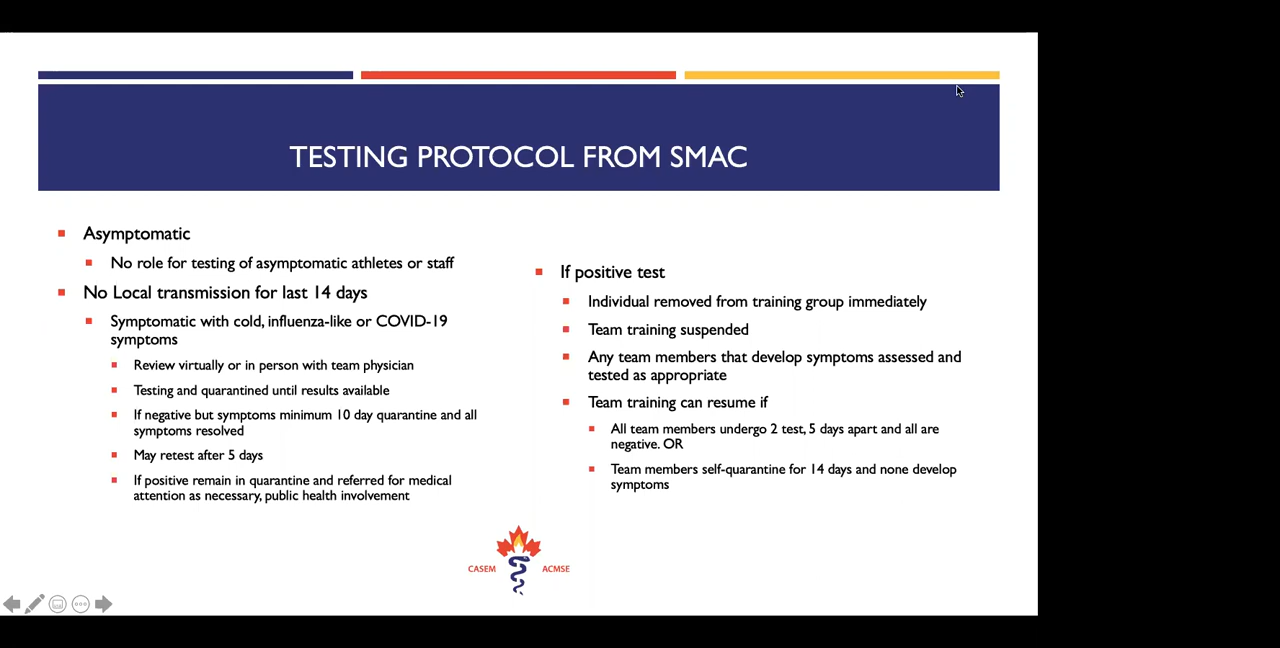 TESTING PROTOCOL FROM SMAC
Asymptomatic
No role for testing of asymptomatic athletes or staff
No Local transmission for last 14 days
Symptomatic with cold, influenza-like or COVID-19
symptoms
Review virtually or in person with team physician
Testing and quarantined until results available
If negative but symptoms minimum 10 day quarantine and all
symptoms resolved
May retest after 5 days
If positive remain in quarantine and referred for medical
attention as necessary, public health involvement
If positive test
Individual removed from training group immediately
Team training suspended
Any team members that develop symptoms assessed and
tested as appropriate
Team training can resume if
All team members undergo 2 test, 5 days apart and all are
negative. OR
Team members self-quarantine for 14 days and none develop
symptoms
CASEM ACMSE